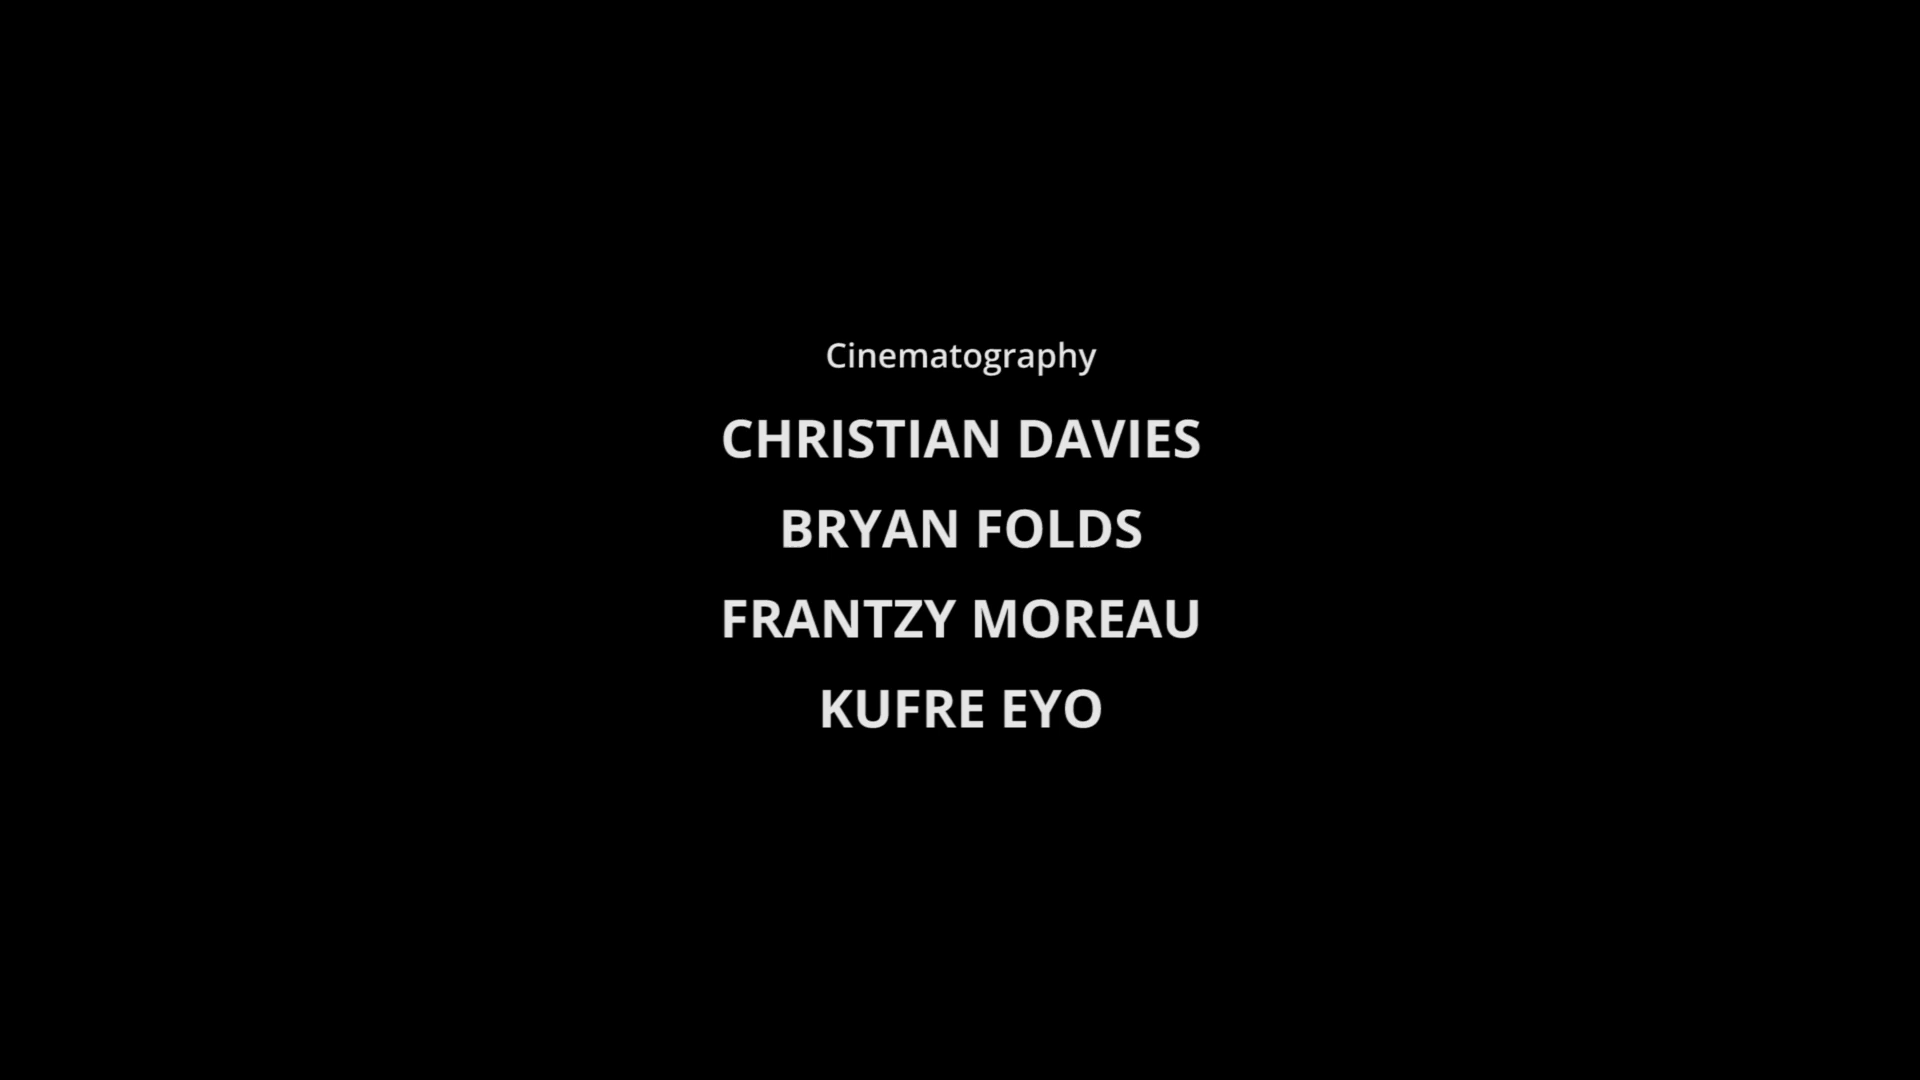 Cinematography
CHRISTIAN DAVIES
BRYAN FOLDS
FRANTZY MOREAU
KUFRE EYO